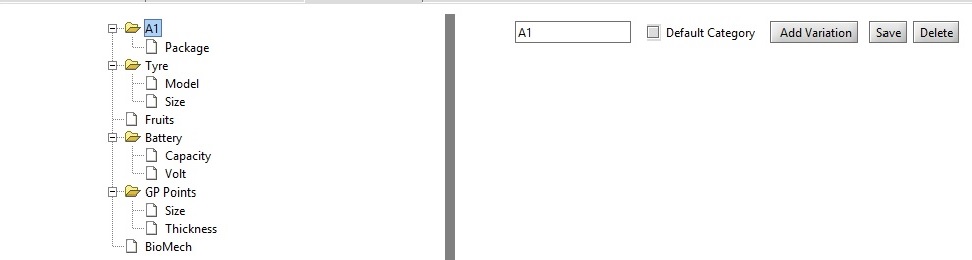 A1
Package
Tyre
Model
Size
Fruits
Battery
Capacity
Volt
GP Points
Size
Thickness
BioMech
A1 Default Category Add Variation Save Delete